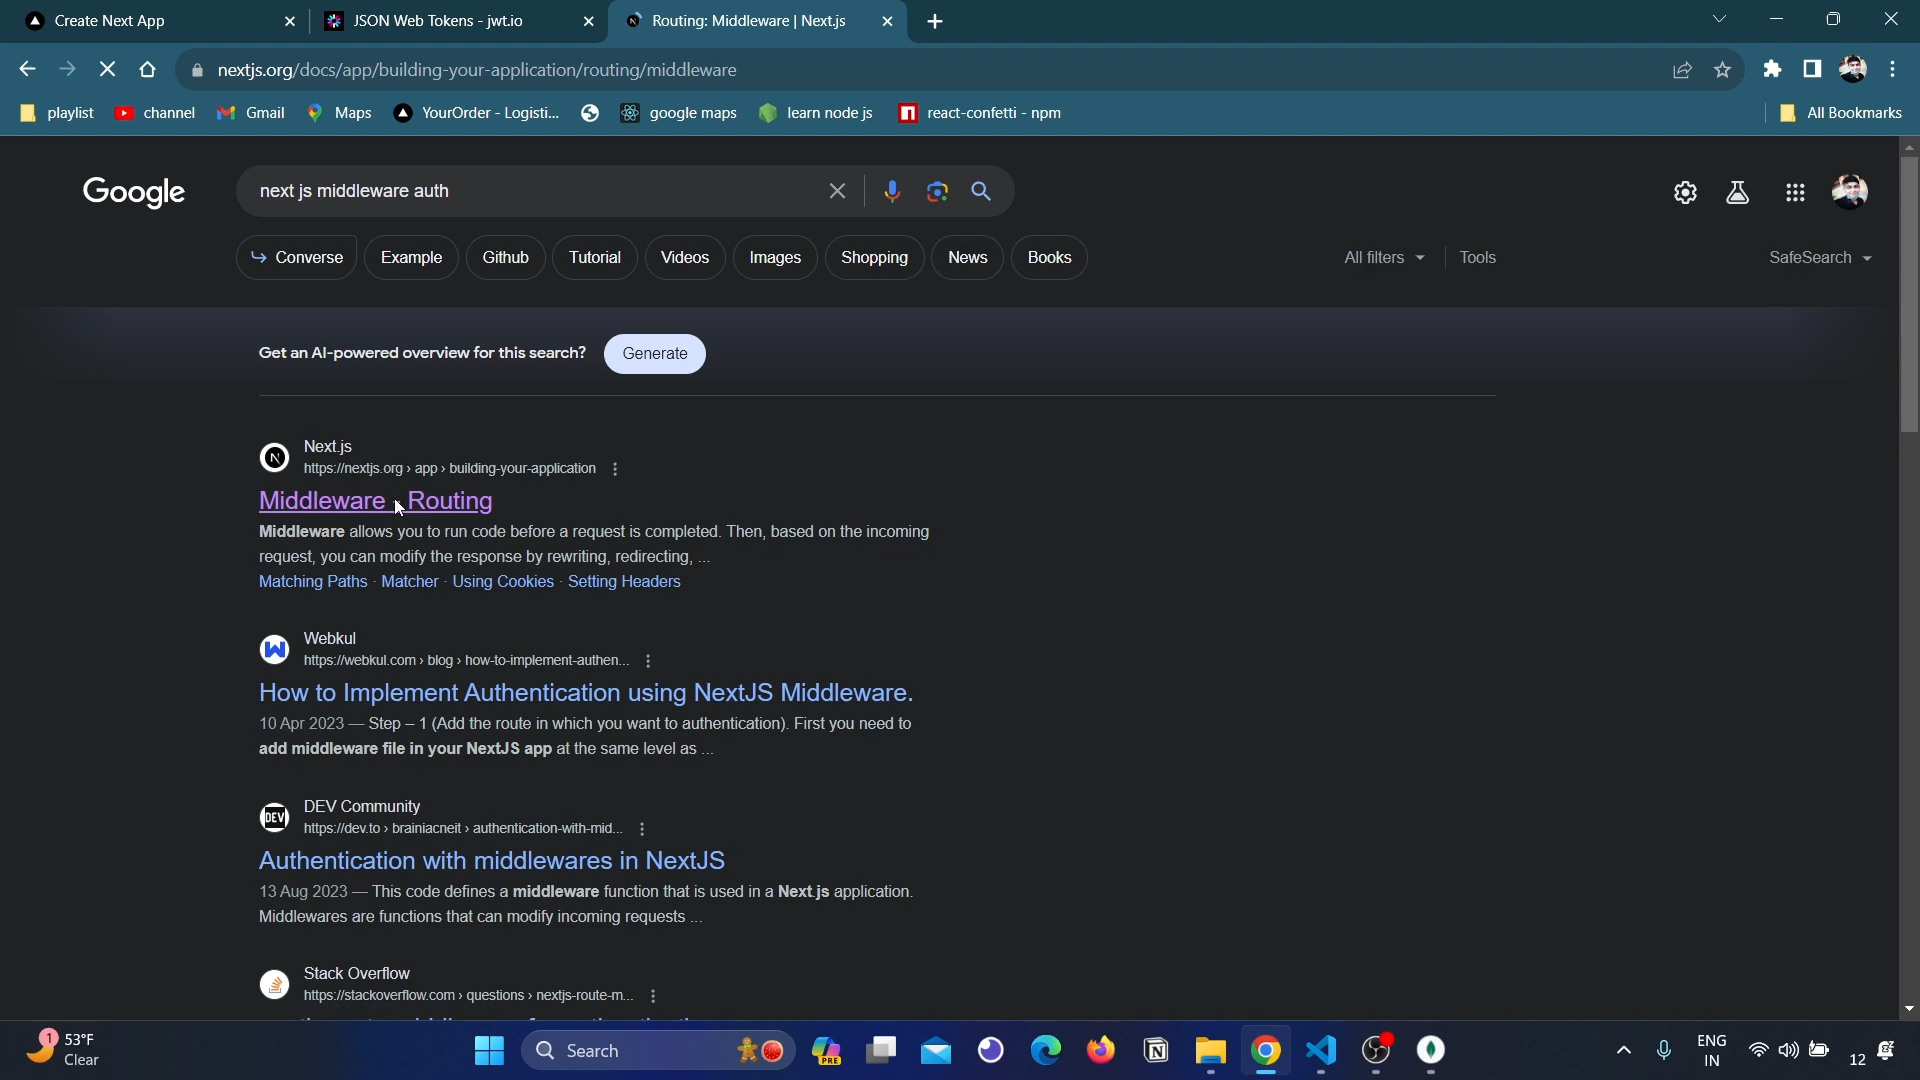 Create Next App
JSON Web Tokens - jwt.io
Routing: Middleware | Next.js
nextjs.org/docs/app/building-your-application/routing/middleware
playlist
channel
Gmail
Maps
YourOrder - Logisti...
google maps
learn node js
react-confetti - npm
All Bookmarks
Google
next js middleware auth
Converse
Example
Github
Tutorial
Videos
Images
Shopping
News
Books
All filters
Tools
SafeSearch
Get an AI-powered overview for this search?
Generate
Next.js
https://nextjs.org › app › building-your-application
Middleware - Routing
Middleware allows you to run code before a request is completed. Then, based on the incoming
request, you can modify the response by rewriting, redirecting, ...
Matching Paths · Matcher · Using Cookies · Setting Headers
Webkul
https://webkul.com › blog › how-to-implement-authen...
How to Implement Authentication using NextJS Middleware.
10 Apr 2023 — Step – 1 (Add the route in which you want to authentication). First you need to
add middleware file in your NextJS app at the same level as ...
DEV
DEV Community
https://dev.to › brainiacneit › authentication-with-mid...
Authentication with middlewares in NextJS
13 Aug 2023 — This code defines a middleware function that is used in a Next.js application.
Middlewares are functions that can modify incoming requests ...
Stack Overflow
https://stackoverflow.com › questions › nextjs-route-m...
1
53°F
Clear
Search
PRE
ENG
IN
12